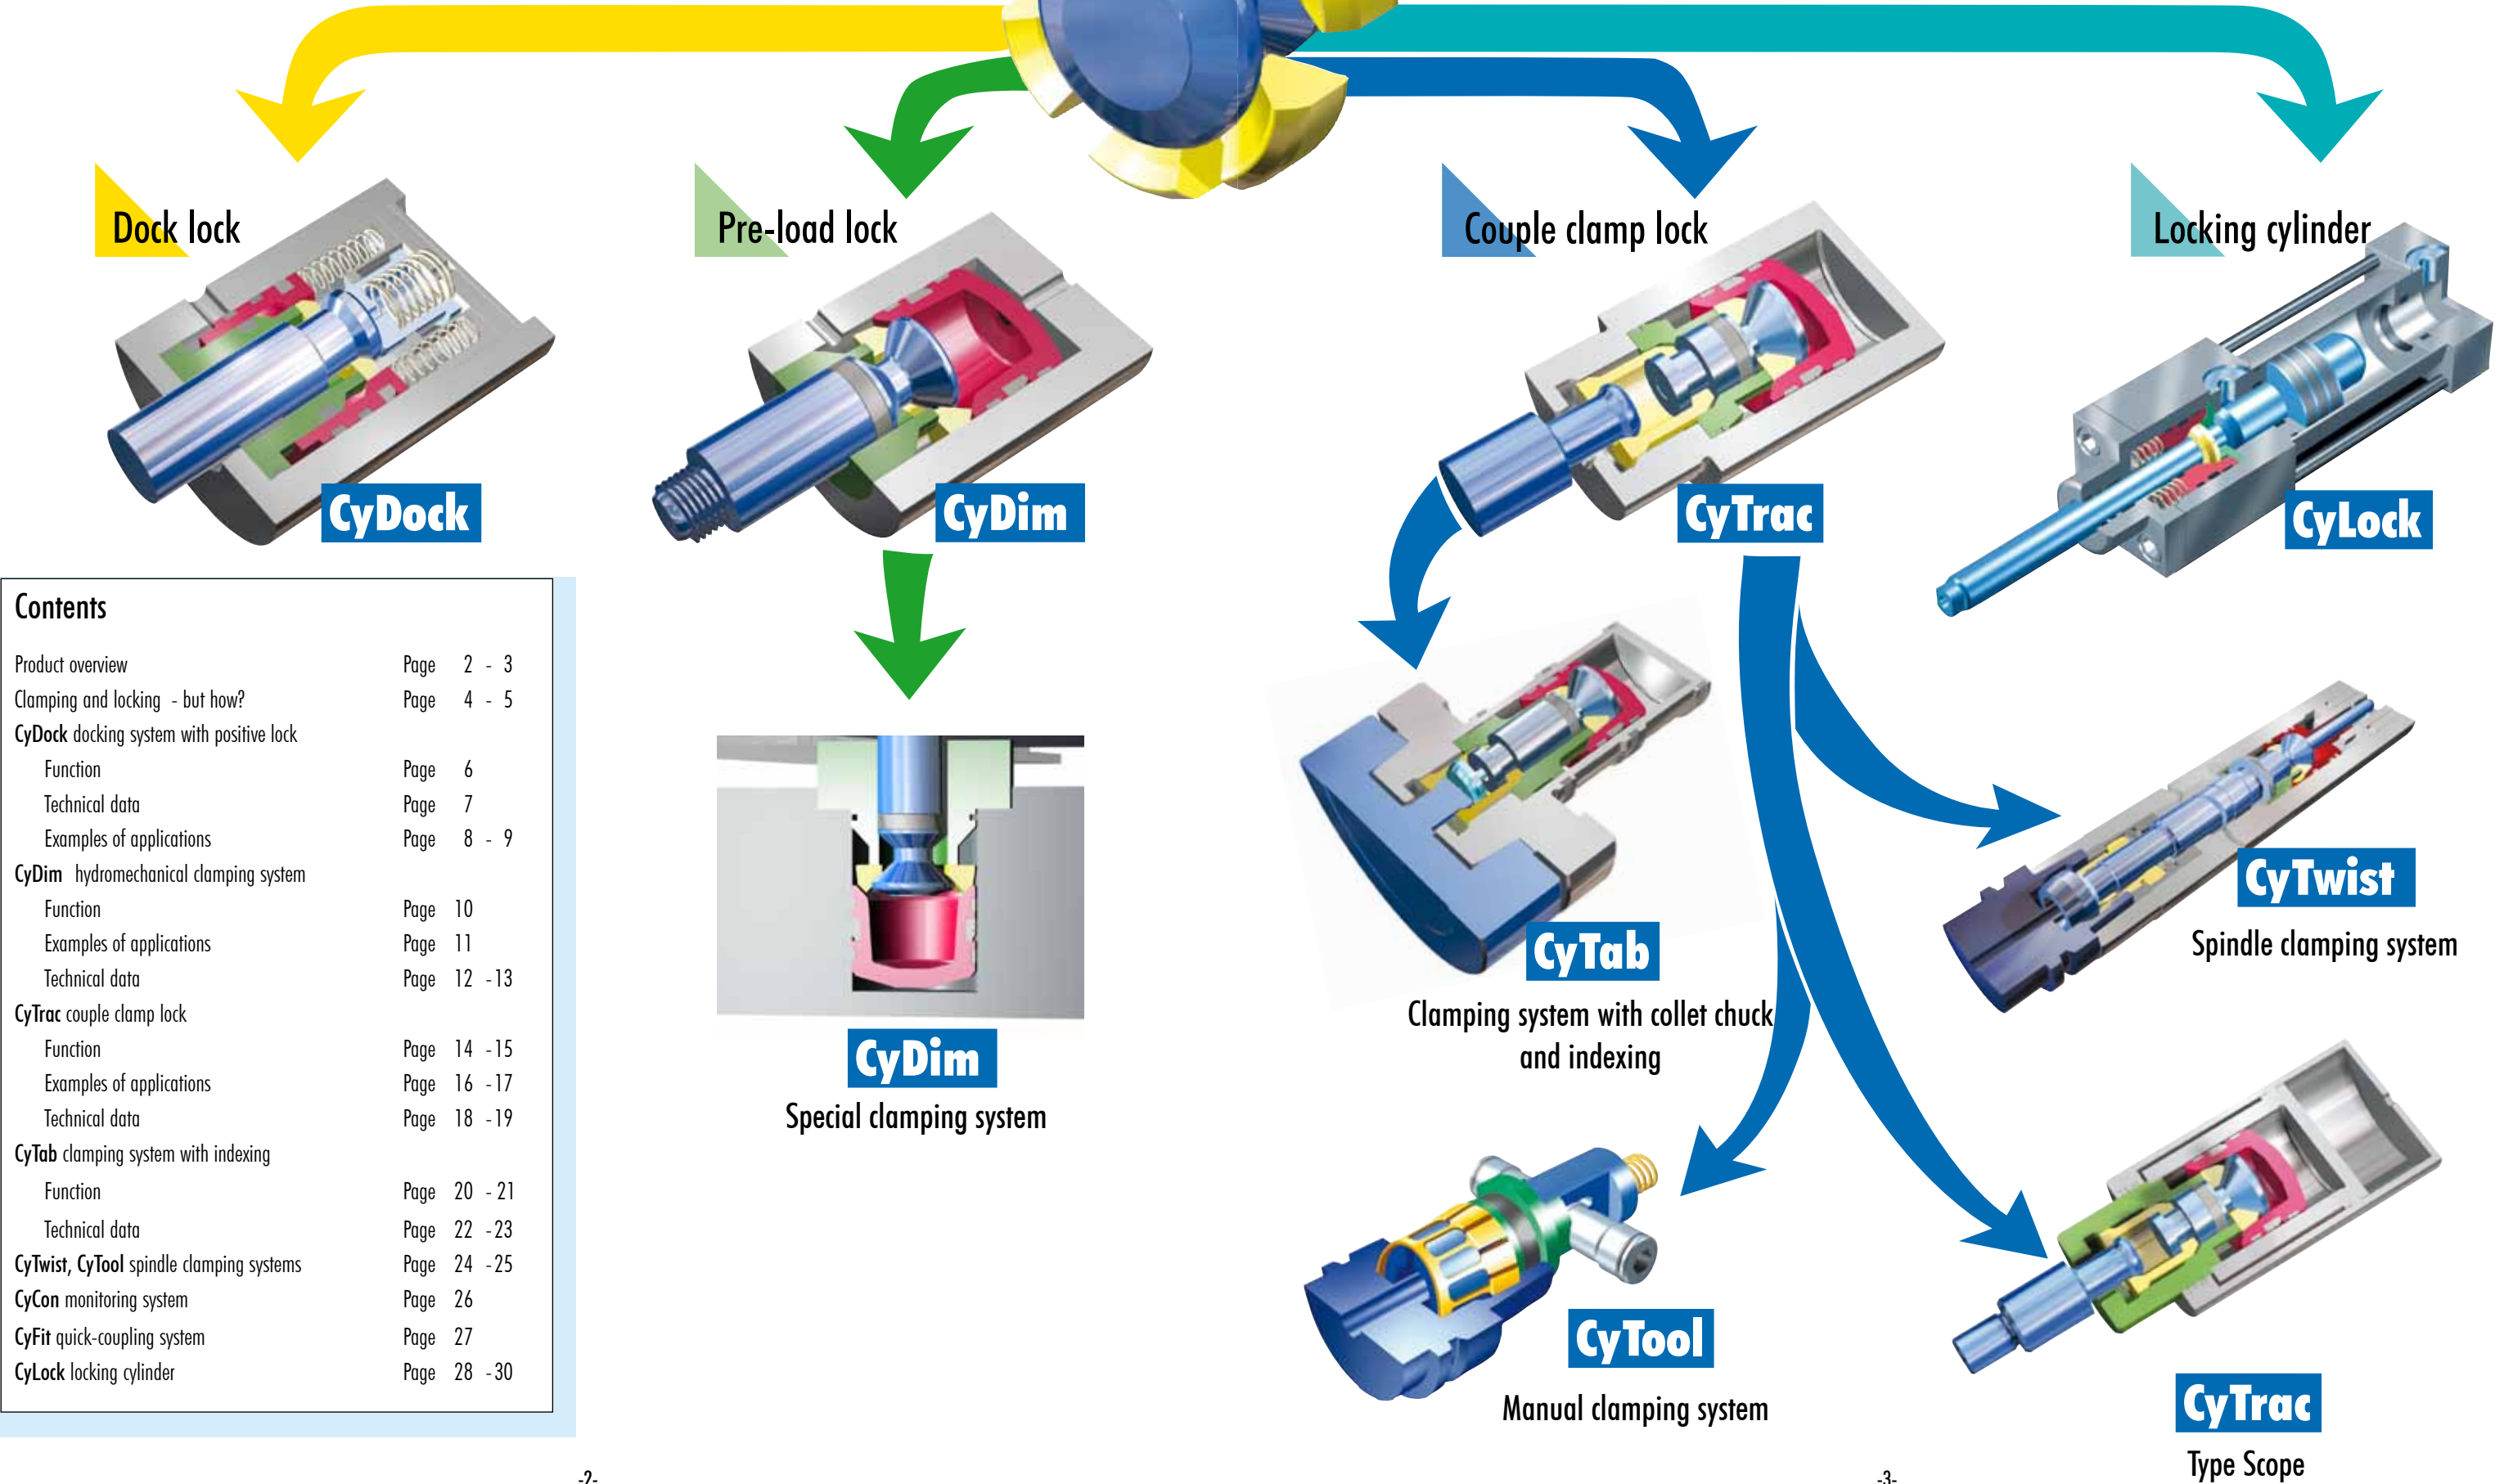 Dock lock
Pre-load lock
Couple clamp lock
Locking cylinder
CyDock
CyDim
CyTrac
CyLock
Contents
Product overview Page 2 - 3
Clamping and locking - but how? Page 4 - 5
CyDock docking system with positive lock
Function Page 6
Technical data Page 7
Examples of applications Page 8 - 9
CyDim hydromechanical clamping system
Function Page 10
Examples of applications Page 11
Technical data Page 12 - 13
CyTrac couple clamp lock
Function Page 14 - 15
Examples of applications Page 16 - 17
Technical data Page 18 - 19
CyTab clamping system with indexing
Function Page 20 - 21
Technical data Page 22 - 23
CyTwist, CyTool spindle clamping systems Page 24 - 25
CyCon monitoring system Page 26
CyFit quick-coupling system Page 27
CyLock locking cylinder Page 28 - 30
CyDim
Special clamping system
CyTab
Clamping system with collet chuck
and indexing
CyTwist
Spindle clamping system
CyTool
Manual clamping system
CyTrac
Type Scope
-2-
-3-